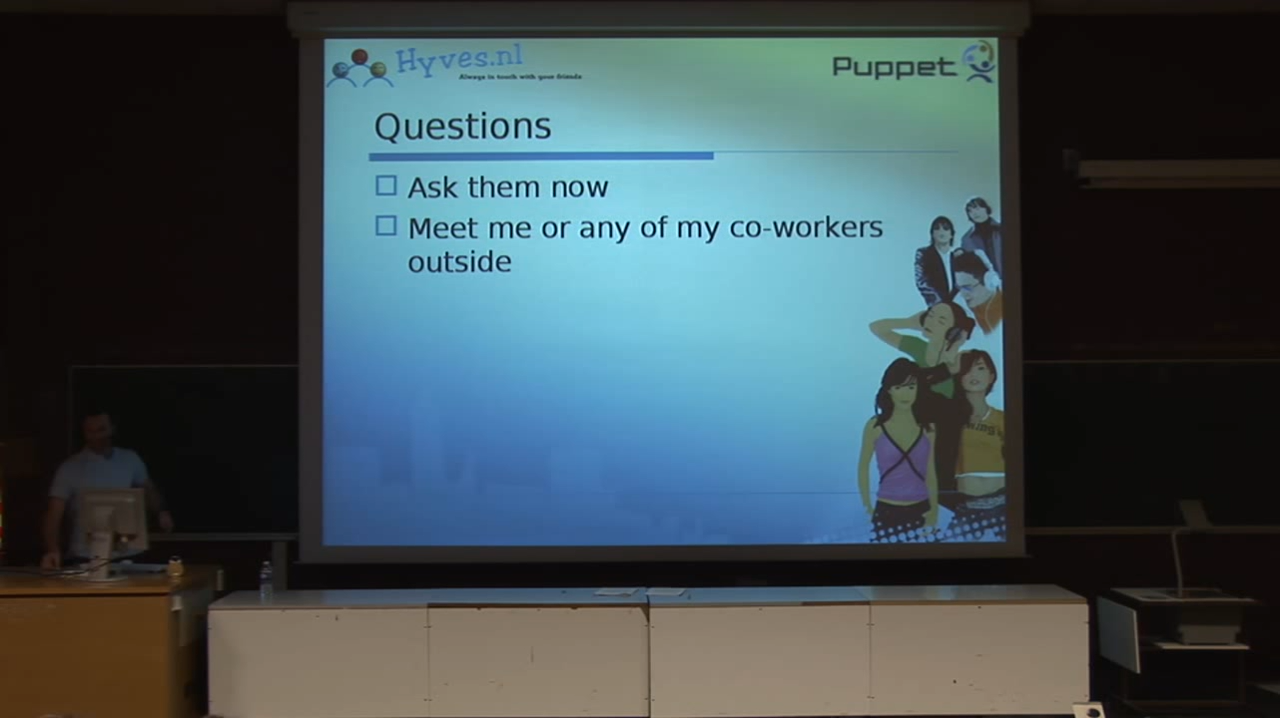 Hyves.nl
Always in touch with your friends
Puppet
Questions
Ask them now
Meet me or any of my co-workers
outside